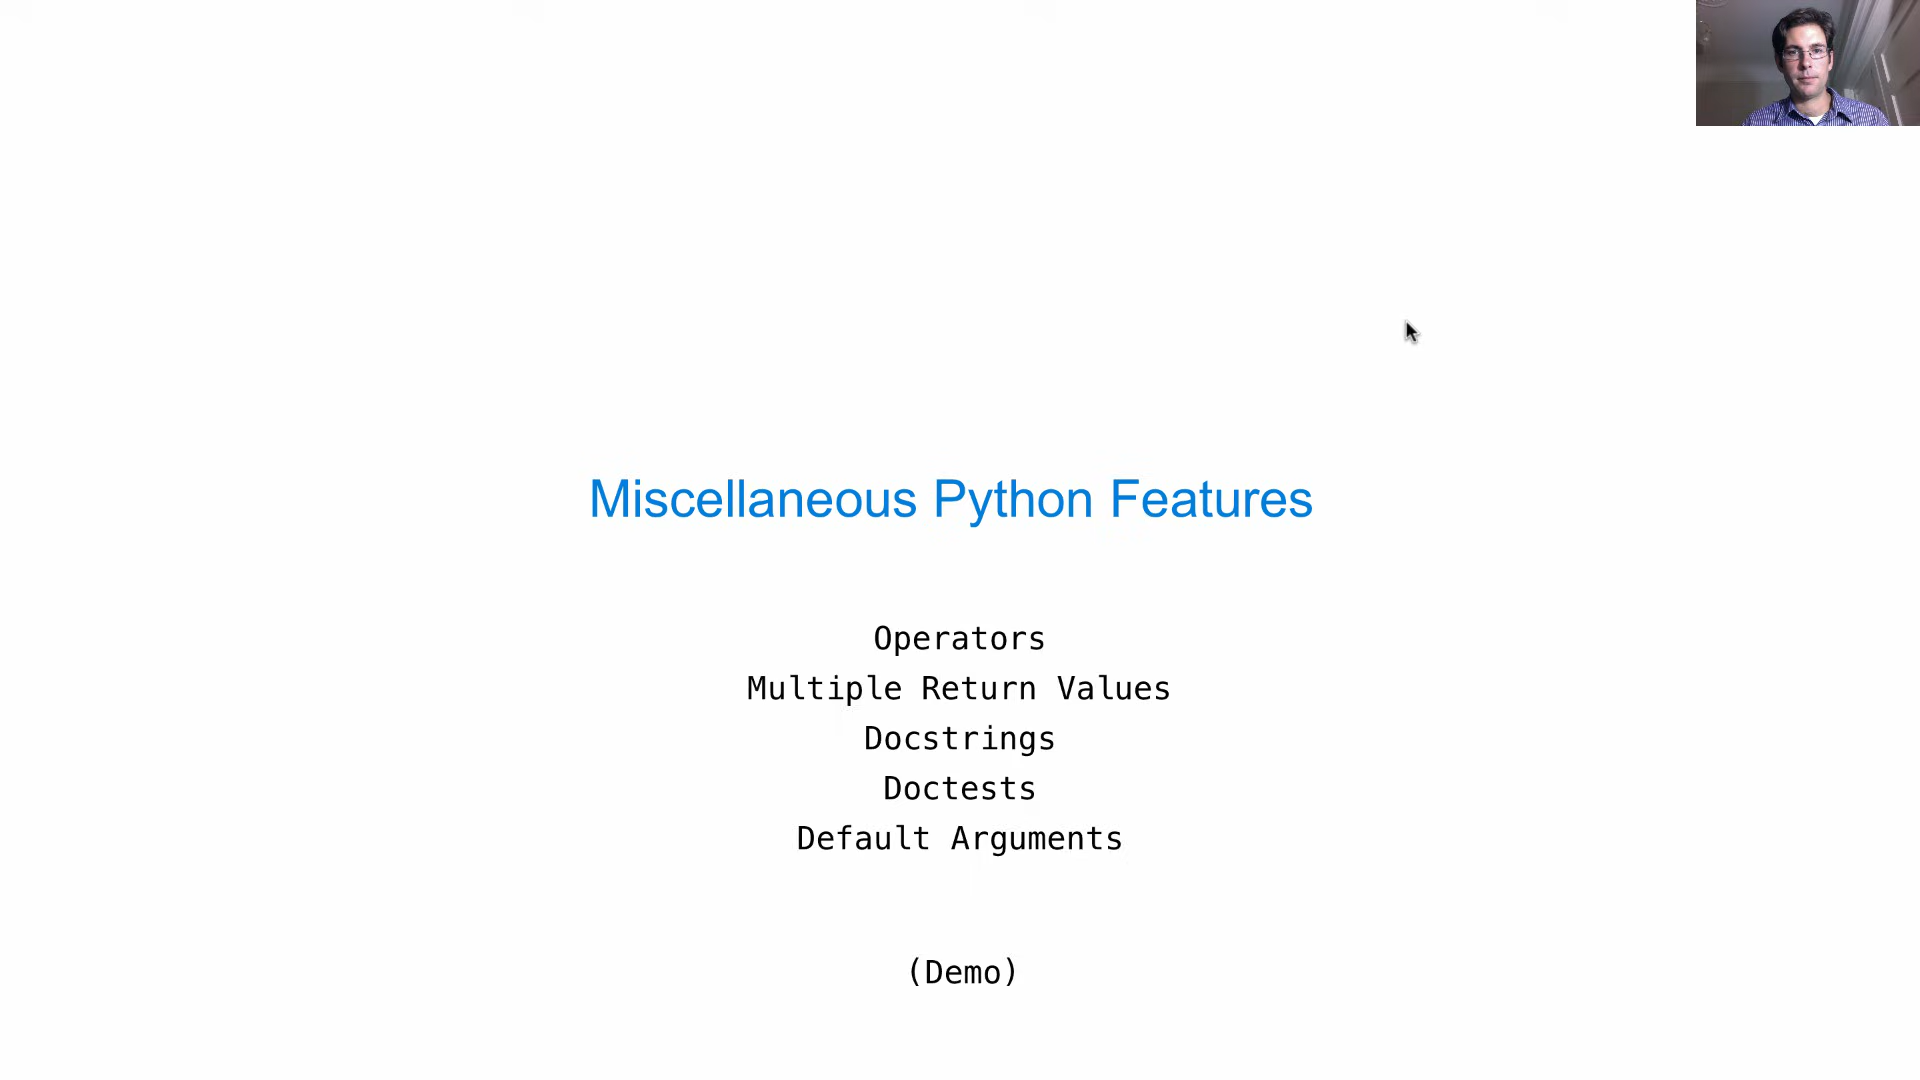 Miscellaneous Python Features
Operators
Multiple Return Values
Docstrings
Doctests
Default Arguments
(Demo)